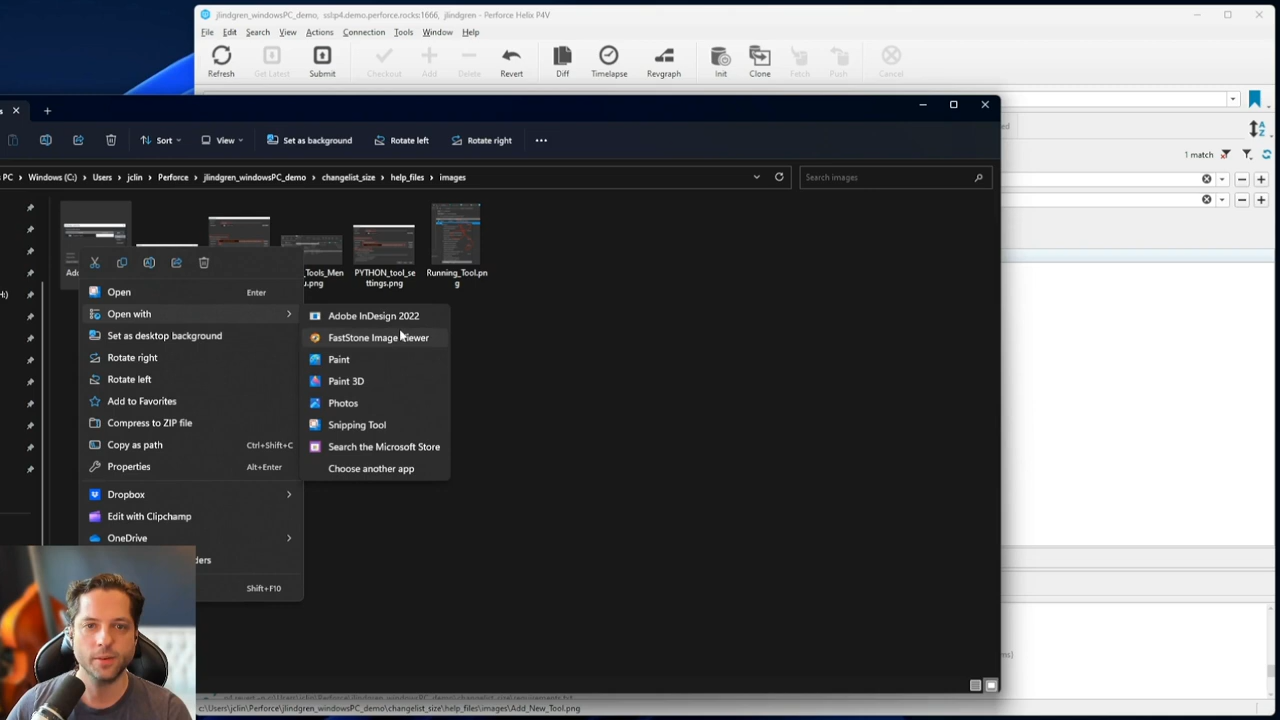 jlindgren_windowsPC_demo, ssl:p4.demo.perforce.rocks:1666, jlindgren - Perforce Helix P4V
File Edit Search View Actions Connection Tools Window Help
Refresh Get Latest Submit Checkout Add Delete Revert Diff Timelapse Revgraph Init Clone Fetch Push Cancel
Sort View Set as background Rotate left Rotate right
1 match
PC > Windows (C:) > Users > jclin > Perforce > jlindgren_windowsPC_demo > changelist_size > help_files > images
Search images
Tools_Men
u.png
PYTHON_tool_se
ttings.png
Running_Tool.pn
g
Open Enter
Open with
Set as desktop background
Rotate right
Rotate left
Add to Favorites
Compress to ZIP file
Copy as path Ctrl+Shift+C
Properties Alt+Enter
Dropbox
Edit with Clipchamp
OneDrive
ders
Shift+F10
Adobe InDesign 2022
FastStone Image Viewer
Paint
Paint 3D
Photos
Snipping Tool
Search the Microsoft Store
Choose another app
c:\Users\jclin\Perforce\jlindgren_windowsPC_demo\changelist_size\help_files\images\Add_New_Tool.png